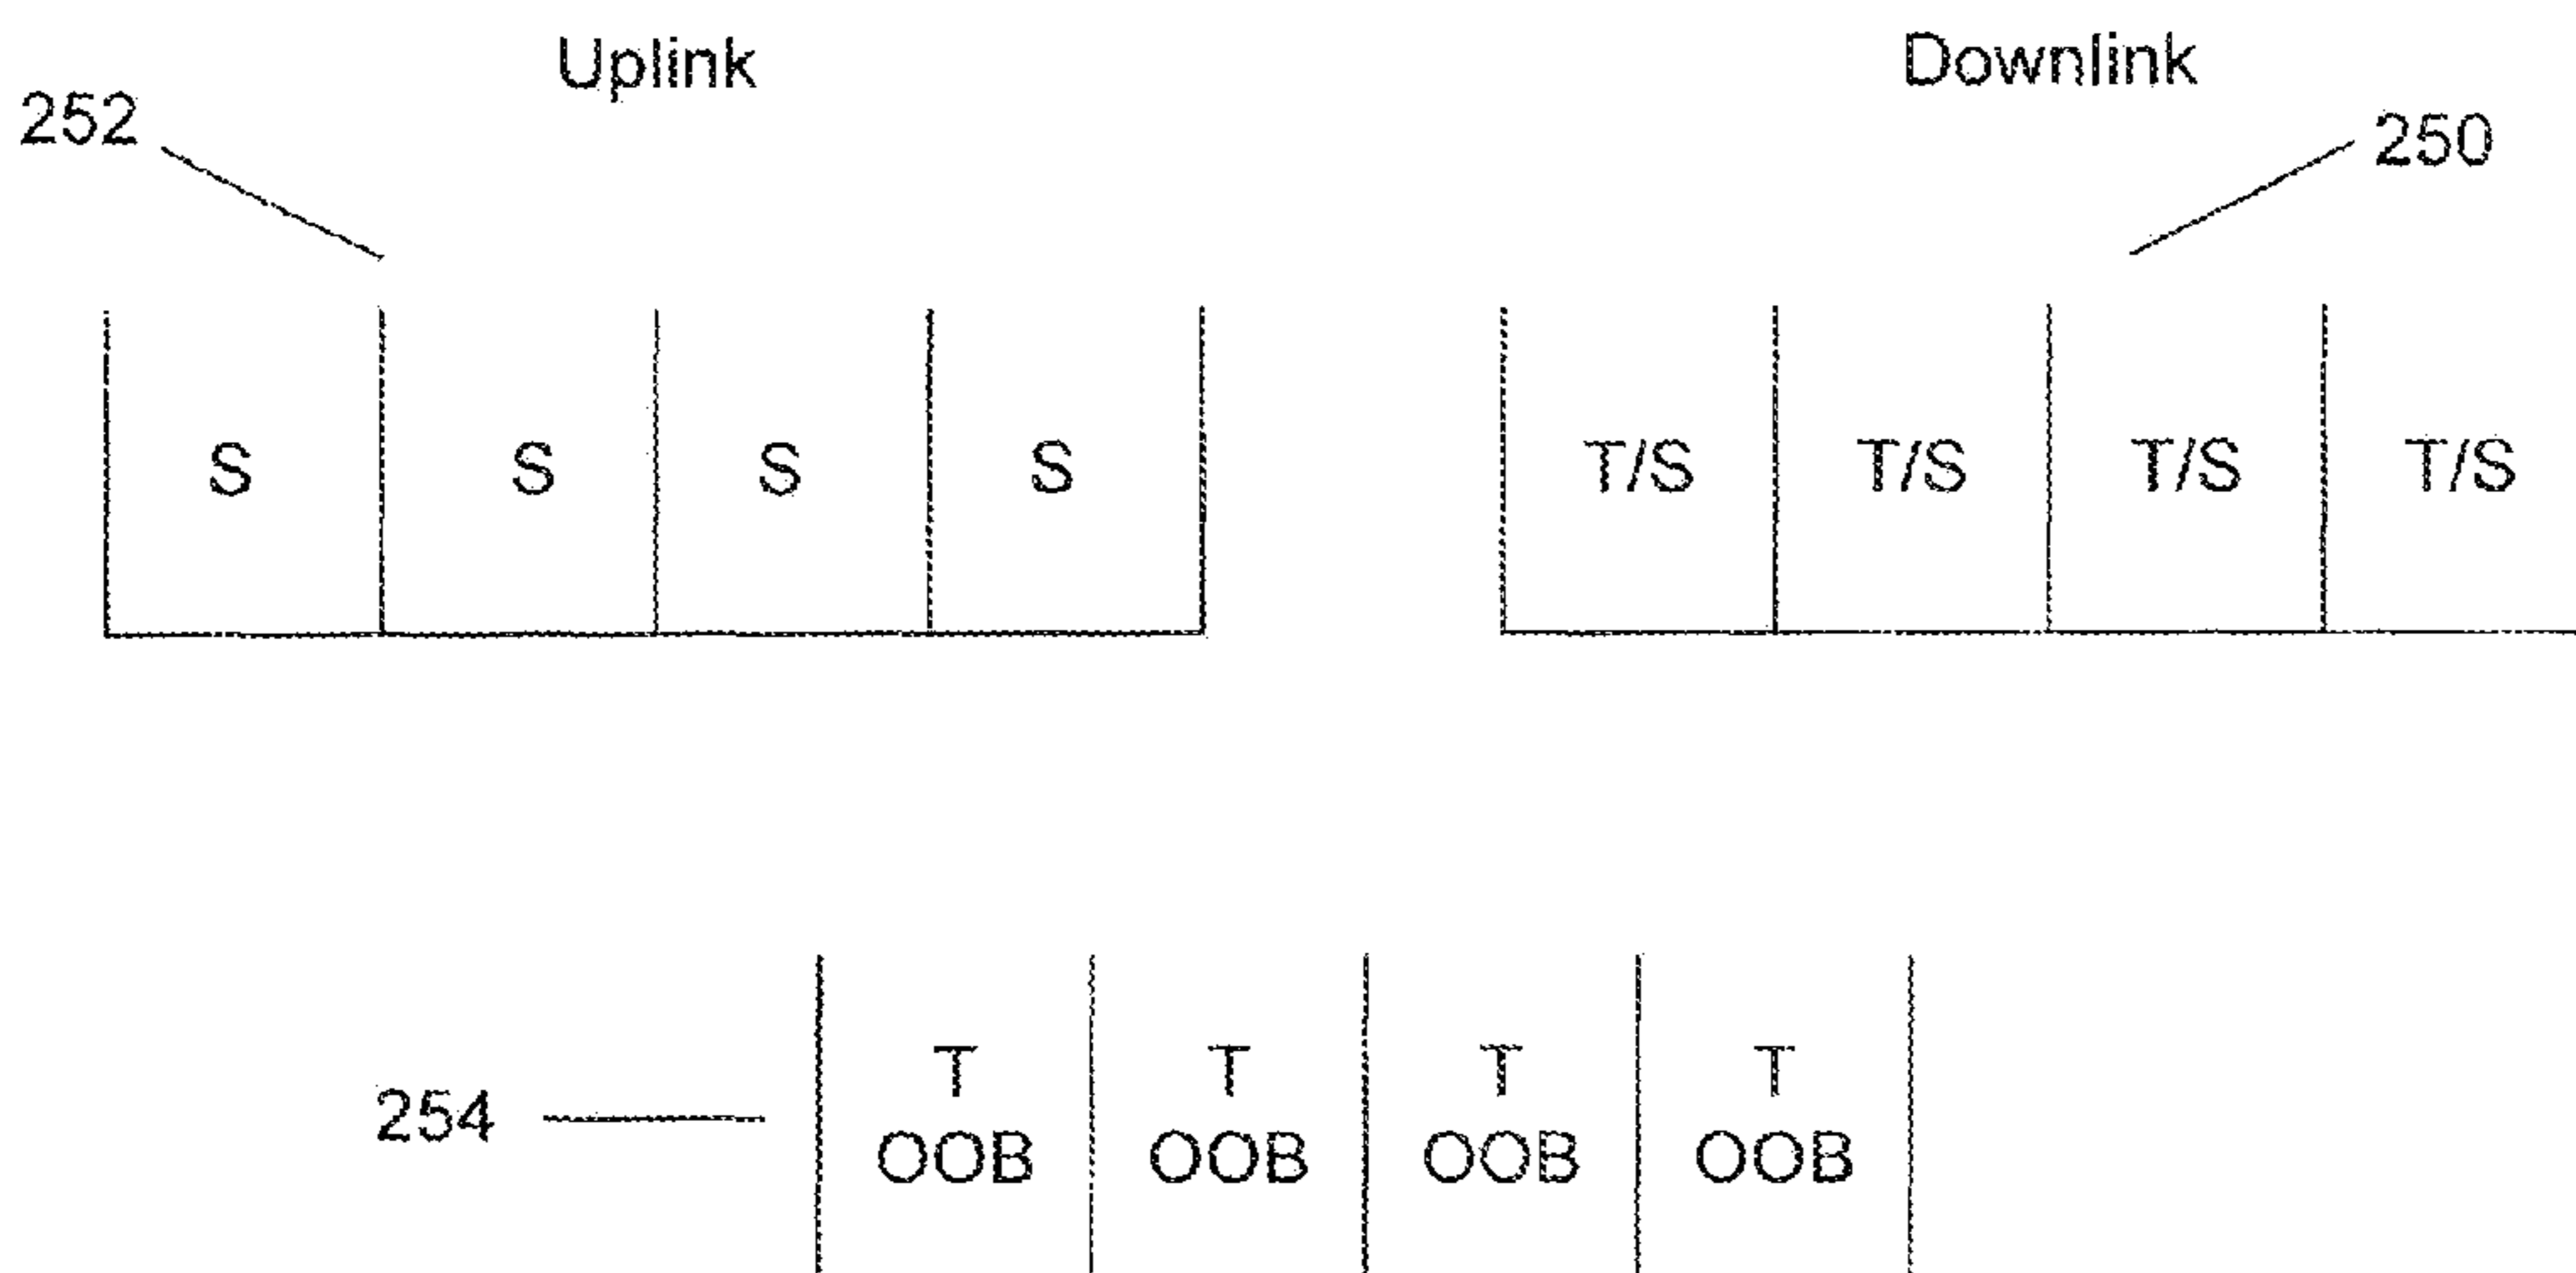 Uplink
Downlink
252
250
S S S S
T/S T/S T/S T/S
254
T T T T
OOB OOB OOB OOB